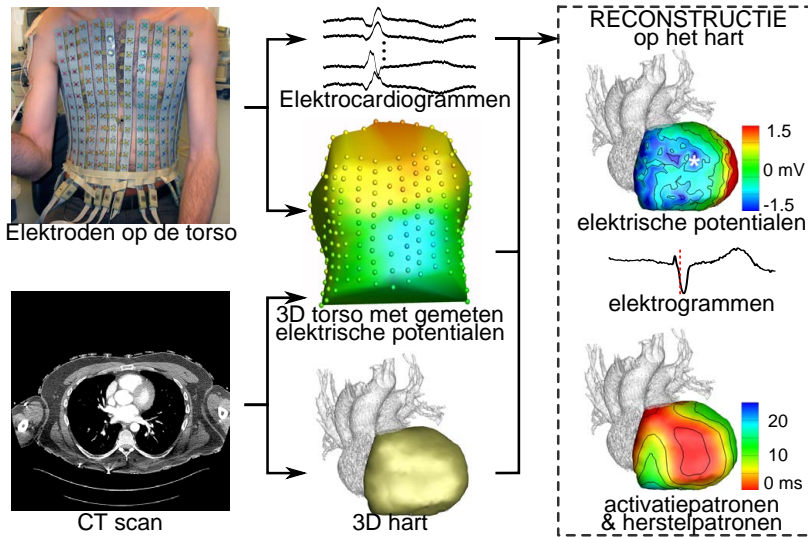 Elektroden op de torso
CT scan
Elektrocardiogrammen
3D torso met gemeten
elektrische potentialen
3D hart
RECONSTRUCTIE
op het hart
1.5
0 mV
-1.5
*
elektrische potentialen
elektrogrammen
20
10
0 ms
activatiepatronen
& herstelpatronen